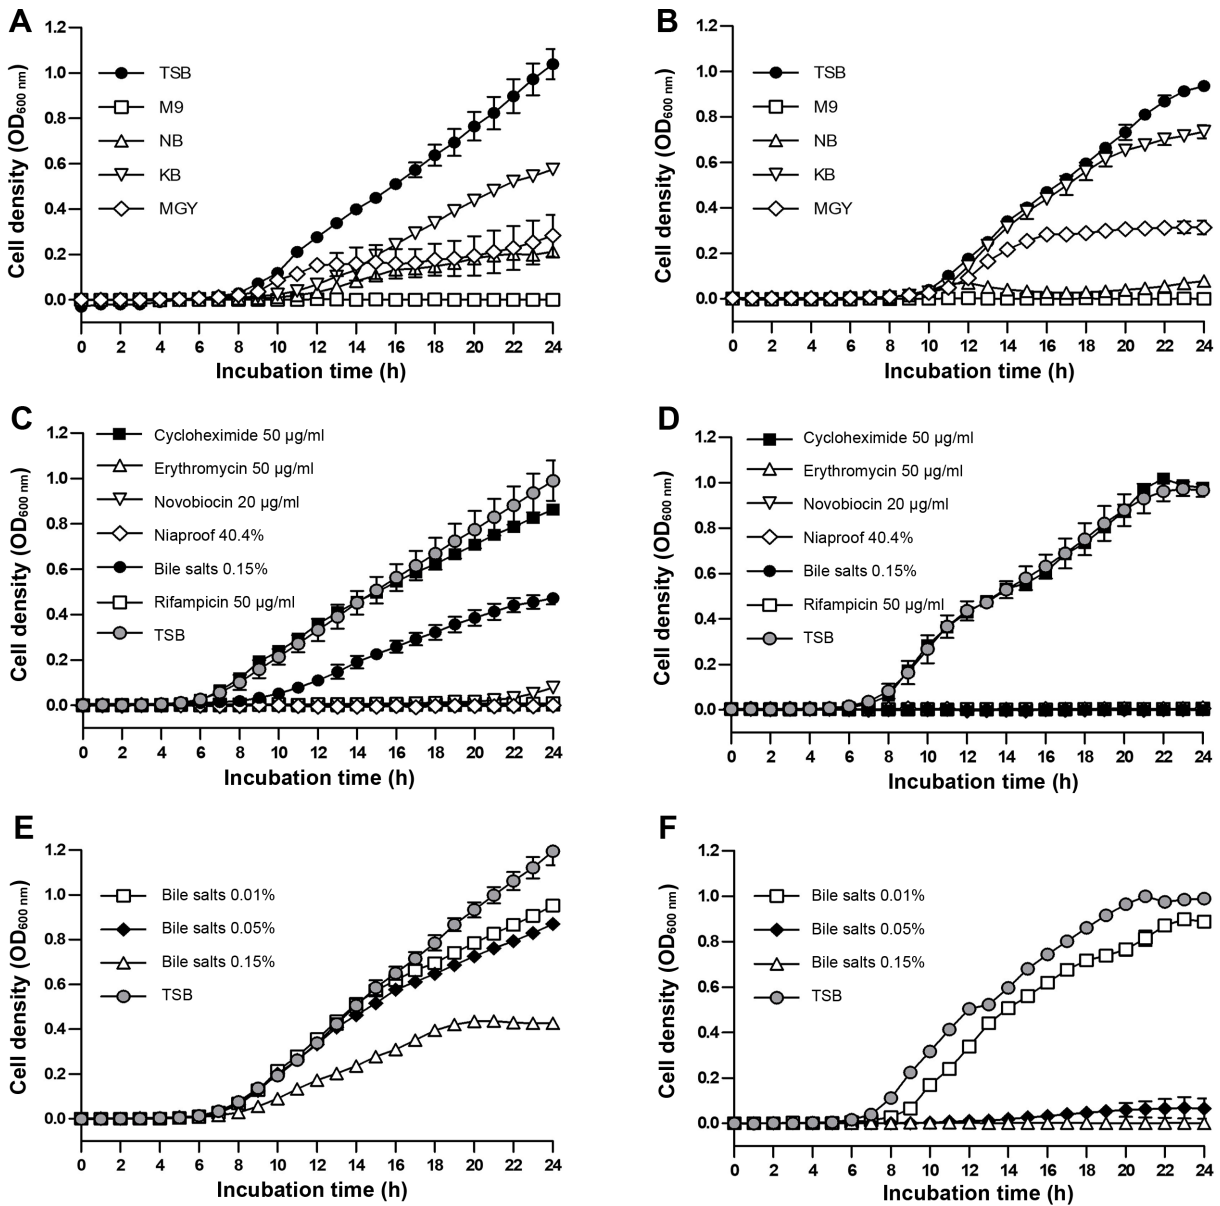 A
Cell density (OD600 nm)
1.2
1.0
0.8
0.6
0.4
0.2
0.0
TSB
M9
NB
KB
MGY
0 2 4 6 8 10 12 14 16 18 20 22 24
Incubation time (h)
B
Cell density (OD600 nm)
1.2
1.0
0.8
0.6
0.4
0.2
0.0
TSB
M9
NB
KB
MGY
0 2 4 6 8 10 12 14 16 18 20 22 24
Incubation time (h)
C
Cell density (OD600 nm)
1.2
1.0
0.8
0.6
0.4
0.2
0.0
Cycloheximide 50 µg/ml
Erythromycin 50 µg/ml
Novobiocin 20 µg/ml
Niaproof 40.4%
Bile salts 0.15%
Rifampicin 50 µg/ml
TSB
0 2 4 6 8 10 12 14 16 18 20 22 24
Incubation time (h)
D
Cell density (OD600 nm)
1.2
1.0
0.8
0.6
0.4
0.2
0.0
Cycloheximide 50 µg/ml
Erythromycin 50 µg/ml
Novobiocin 20 µg/ml
Niaproof 40.4%
Bile salts 0.15%
Rifampicin 50 µg/ml
TSB
0 2 4 6 8 10 12 14 16 18 20 22 24
Incubation time (h)
E
Cell density (OD600 nm)
1.2
1.0
0.8
0.6
0.4
0.2
0.0
Bile salts 0.01%
Bile salts 0.05%
Bile salts 0.15%
TSB
0 2 4 6 8 10 12 14 16 18 20 22 24
Incubation time (h)
F
Cell density (OD600 nm)
1.2
1.0
0.8
0.6
0.4
0.2
0.0
Bile salts 0.01%
Bile salts 0.05%
Bile salts 0.15%
TSB
0 2 4 6 8 10 12 14 16 18 20 22 24
Incubation time (h)